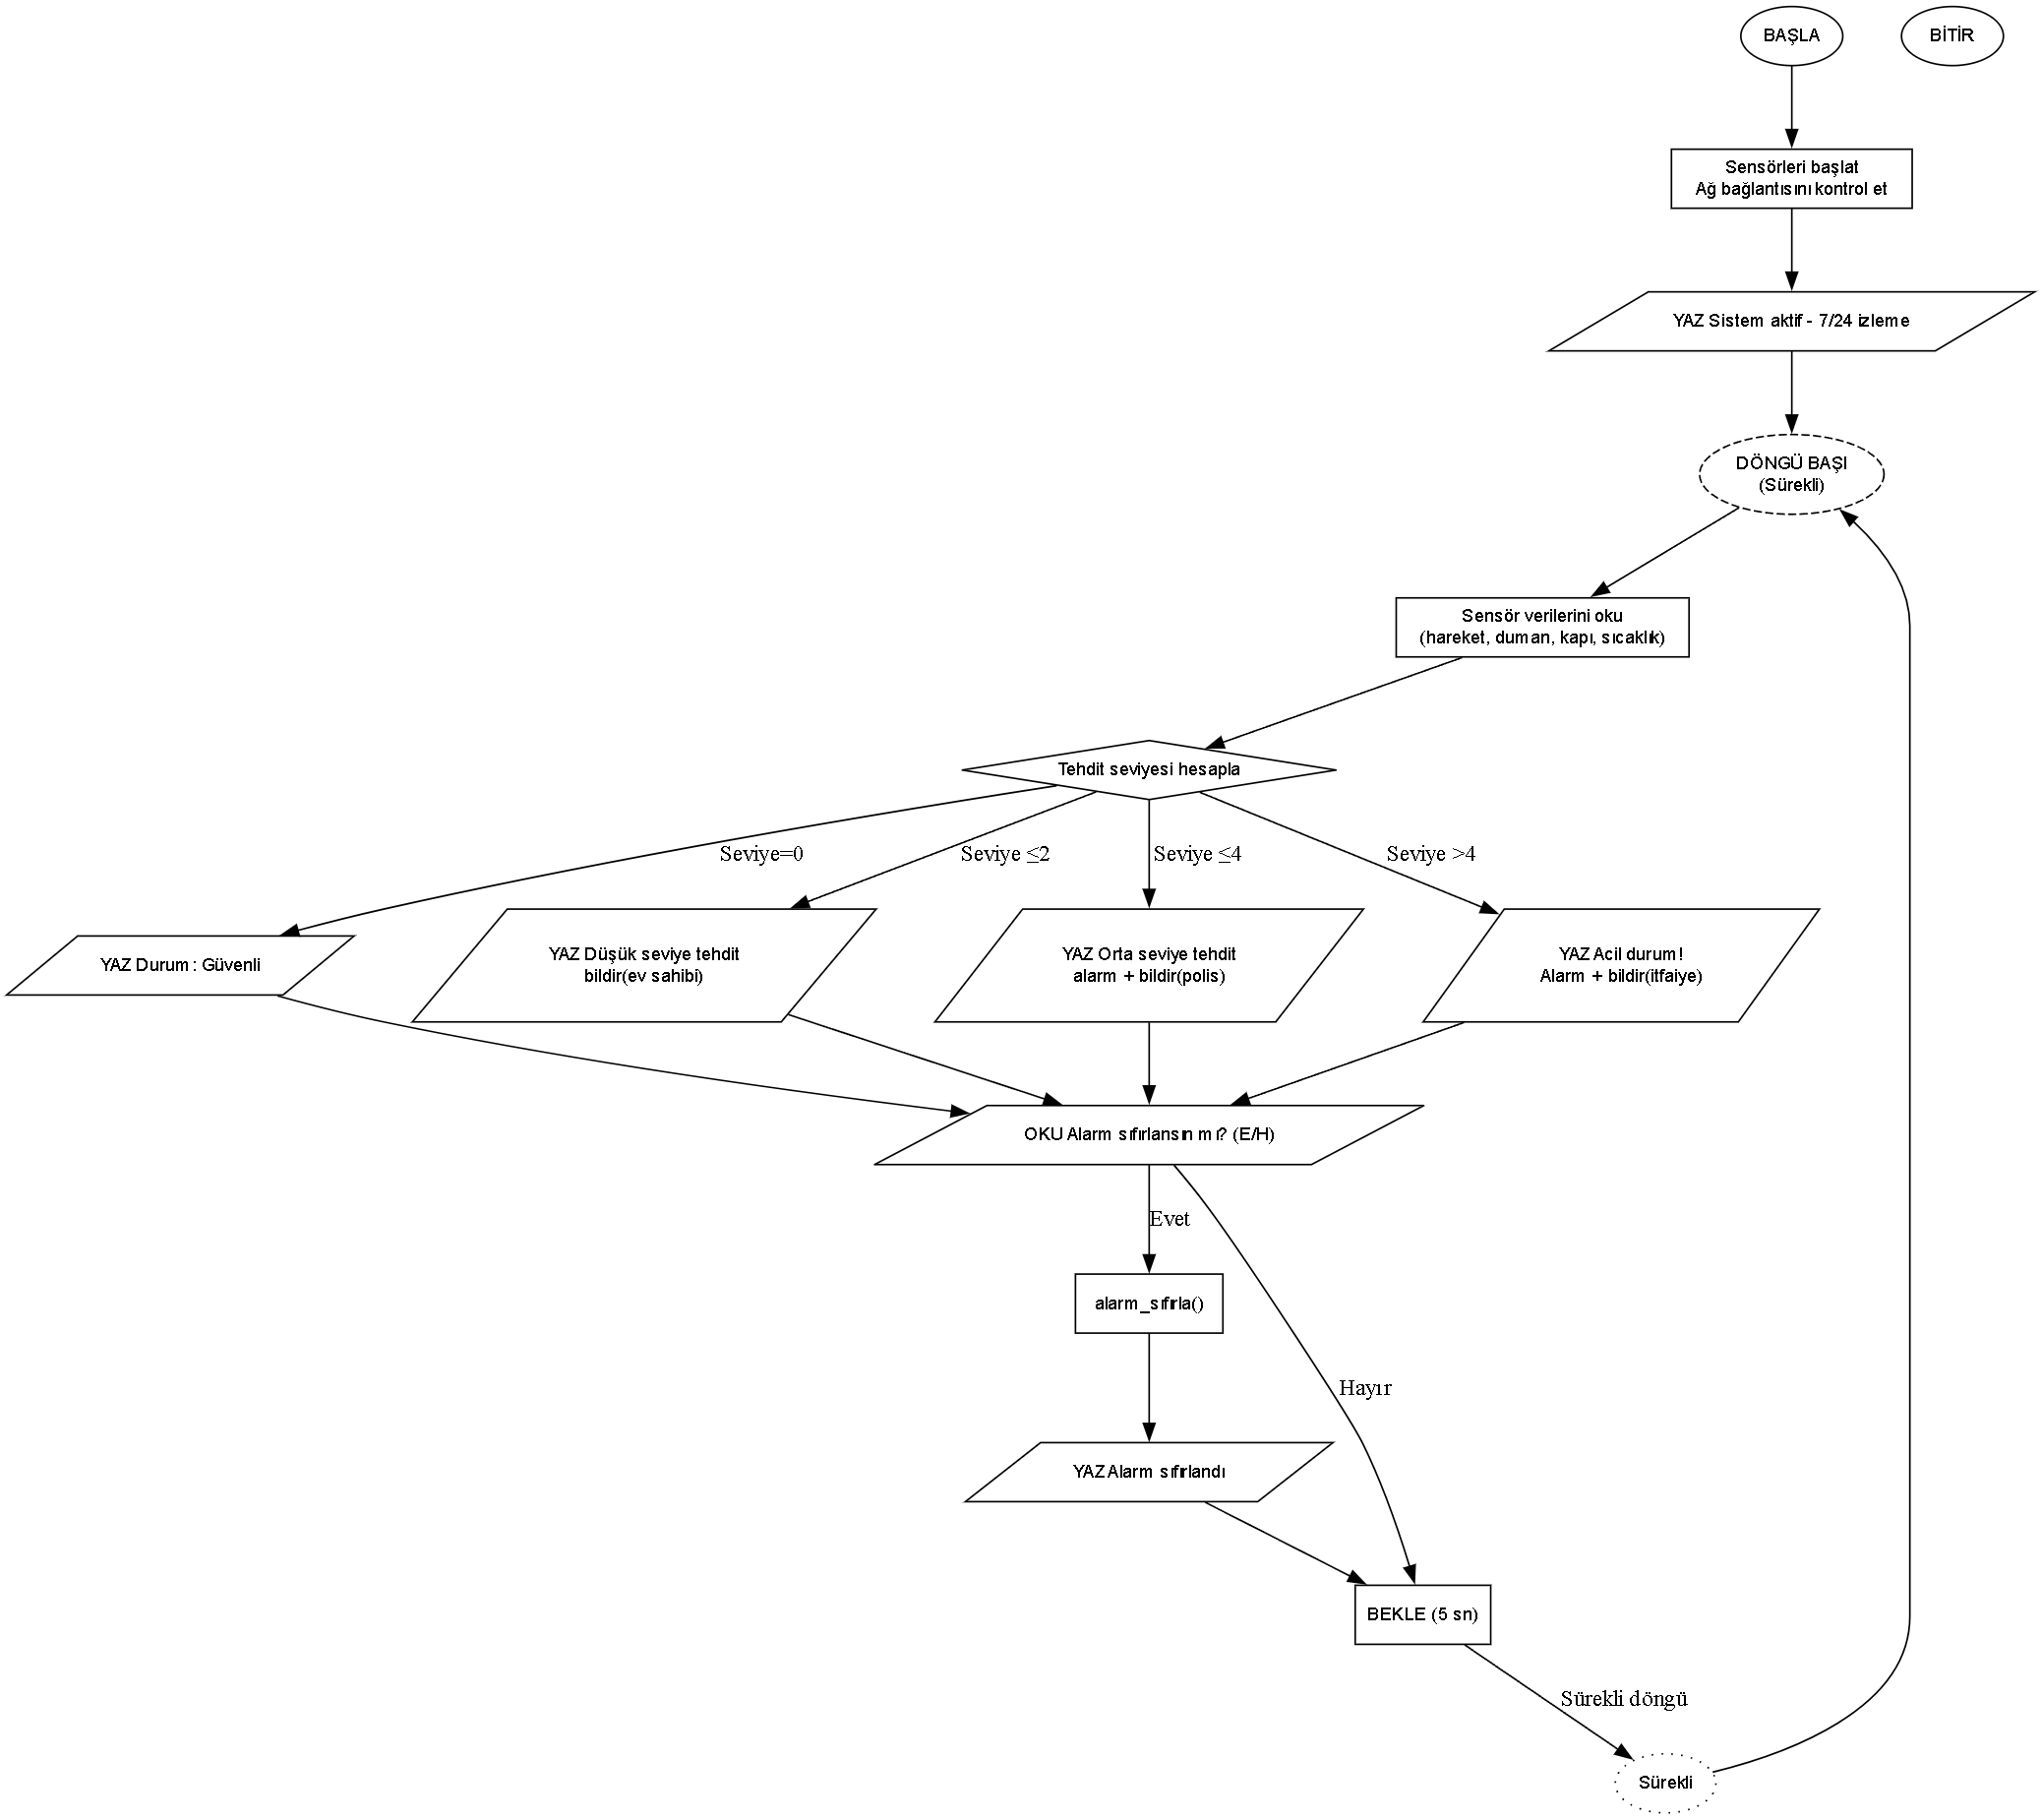 BAŞLA
BİTİR
Sensörleri başlat
Ağ bağlantısını kontrol et
YAZ Sistem aktif - 7/24 izleme
DÖNGÜ BAŞI
(Sürekli)
Sensör verilerini oku
(hareket, duman, kapı, sıcaklık)
Tehdit seviyesi hesapla
Seviye=0
Seviye ≤2
Seviye ≤4
Seviye >4
YAZ Durum: Güvenli
YAZ Düşük seviye tehdit
bildir(ev sahibi)
YAZ Orta seviye tehdit
alarm + bildir(polis)
YAZ Acil durum!
Alarm + bildir(itfaiye)
OKU Alarm sıfırlansın mı? (E/H)
Evet
alarm_sıfırla()
Hayır
YAZ Alarm sıfırlandı
BEKLE (5 sn)
Sürekli döngü
Sürekli